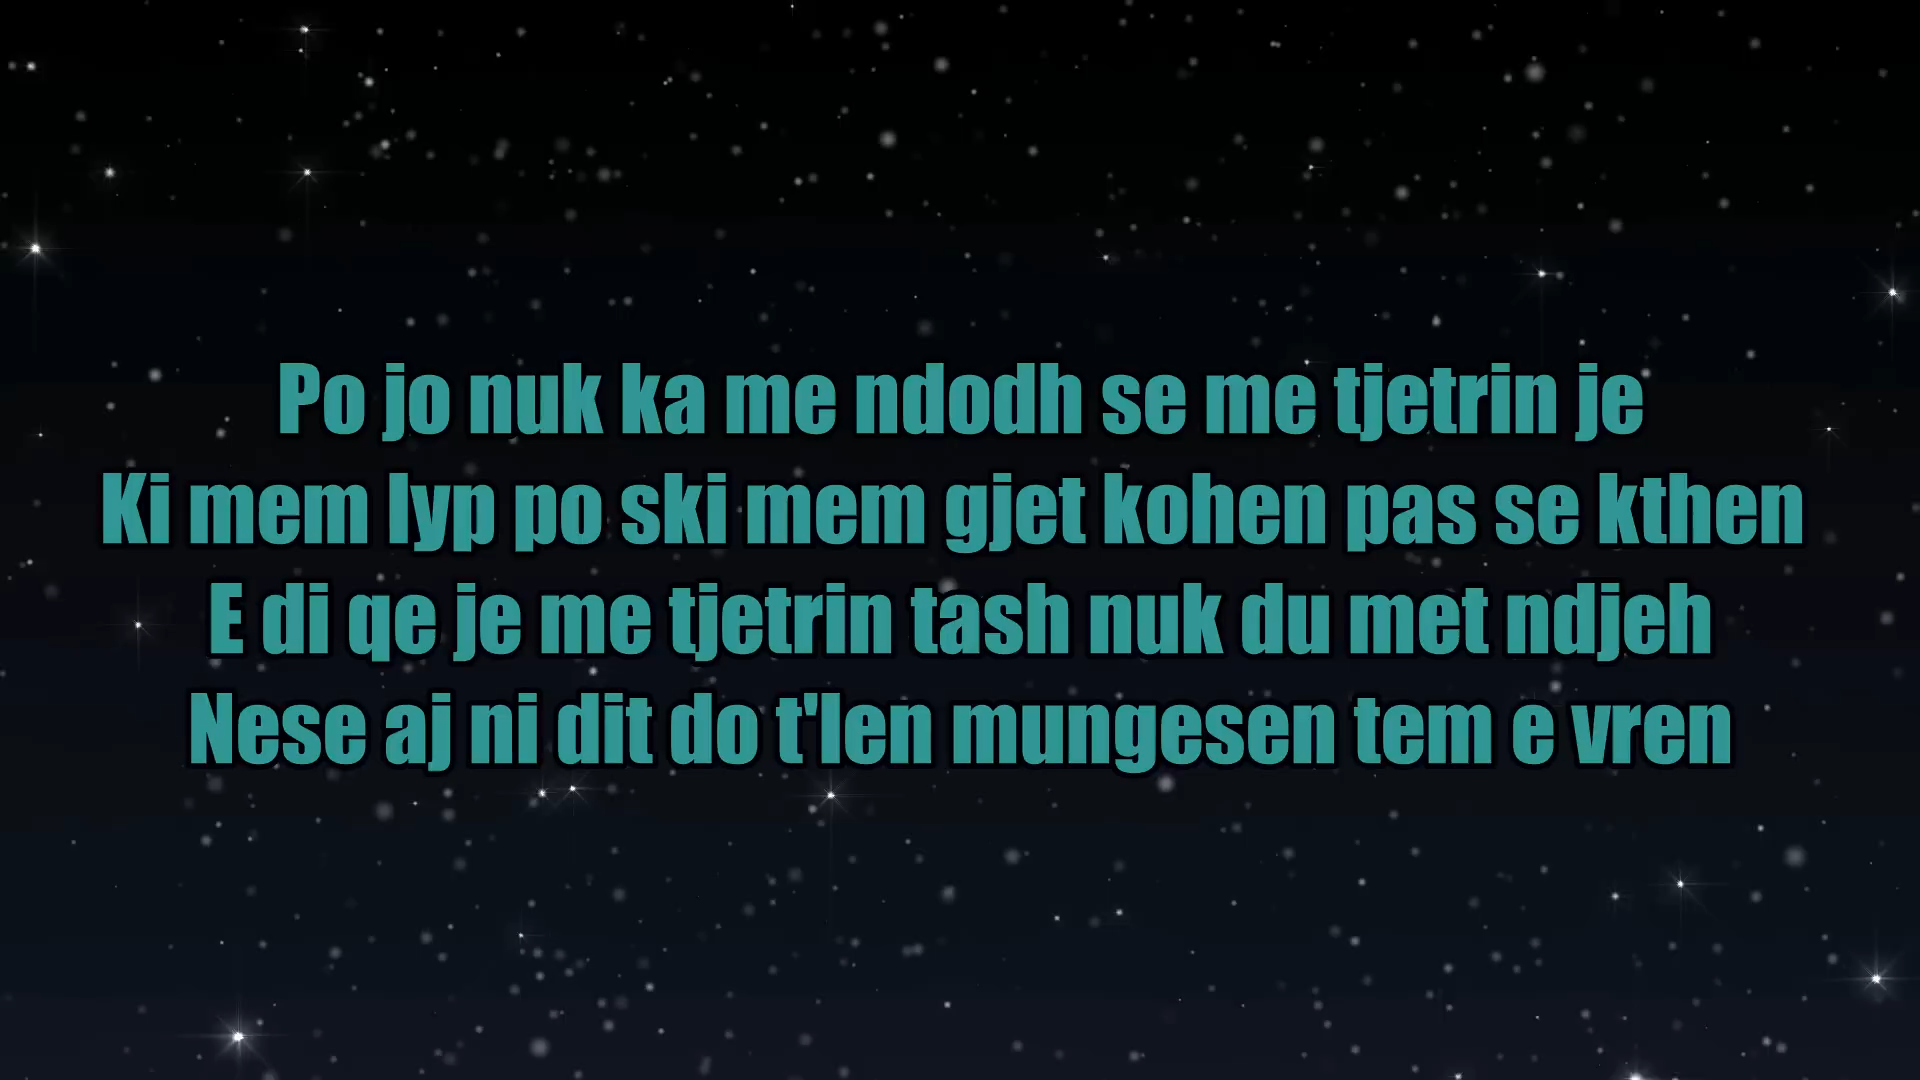 Po jo nuk ka me ndodh se me tjetrin je
Ki mem lyp po ski mem gjet kohen pas se kthen
E di qe je me tjetrin tash nuk du met ndjeh
Nese aj ni dit do t'len mungesen tem e vren